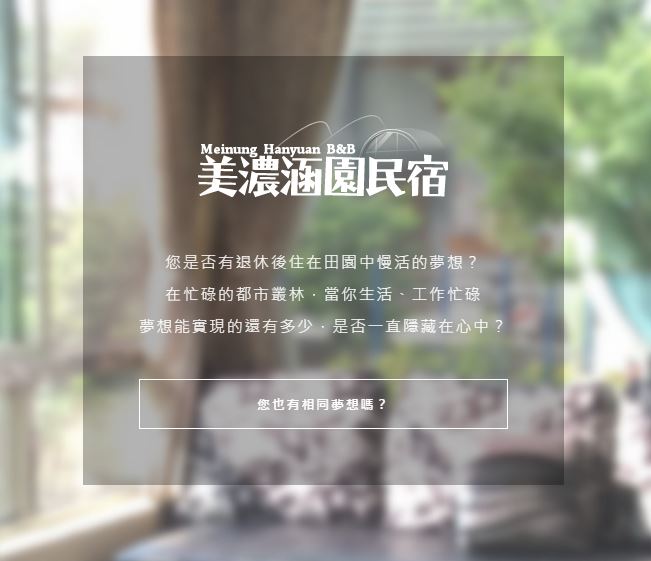 Meinung Hanyuan B&B
美濃涵園民宿
您是否有退休後住在田園中慢活的夢想？
在忙碌的都市叢林，當你生活、工作忙碌
夢想能實現的還有多少，是否一直隱藏在心中？
您也有相同夢想嗎？